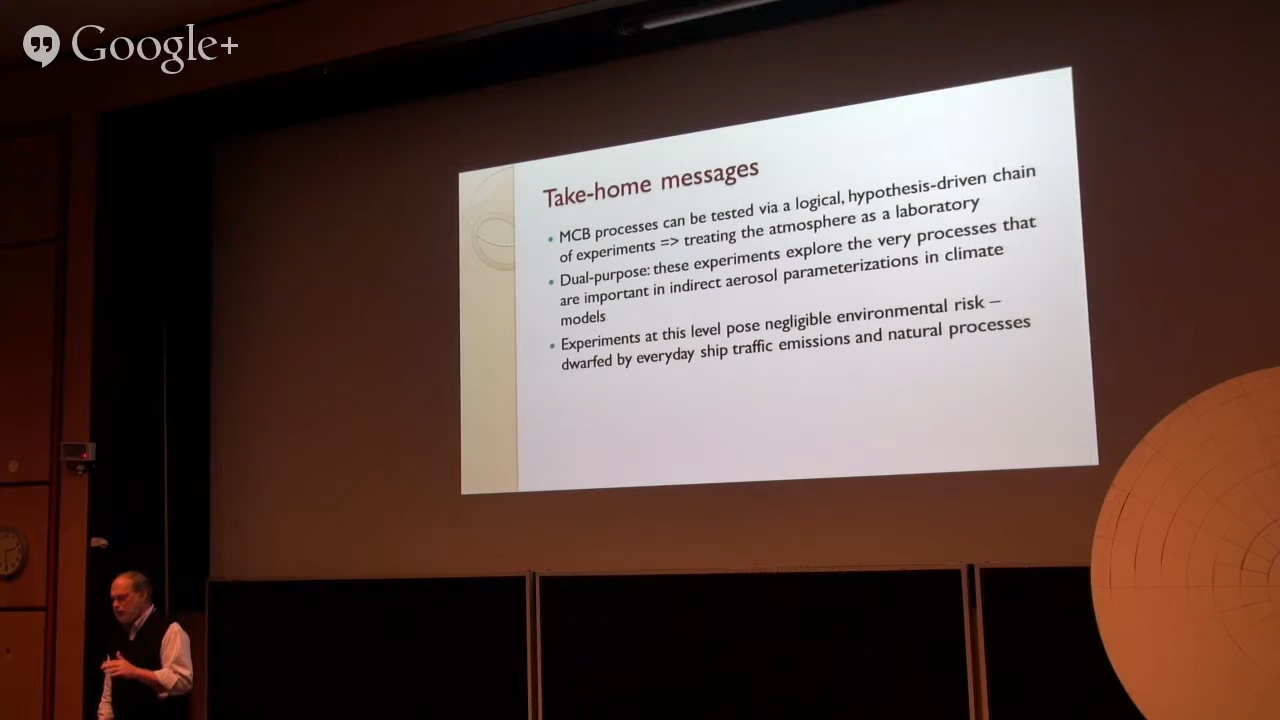 Google+
Take-home messages
• MCB processes can be tested via a logical, hypothesis-driven chain
of experiments => treating the atmosphere as a laboratory
• Dual-purpose: these experiments explore the very processes that
are important in indirect aerosol parameterizations in climate
models
• Experiments at this level pose negligible environmental risk –
dwarfed by everyday ship traffic emissions and natural processes